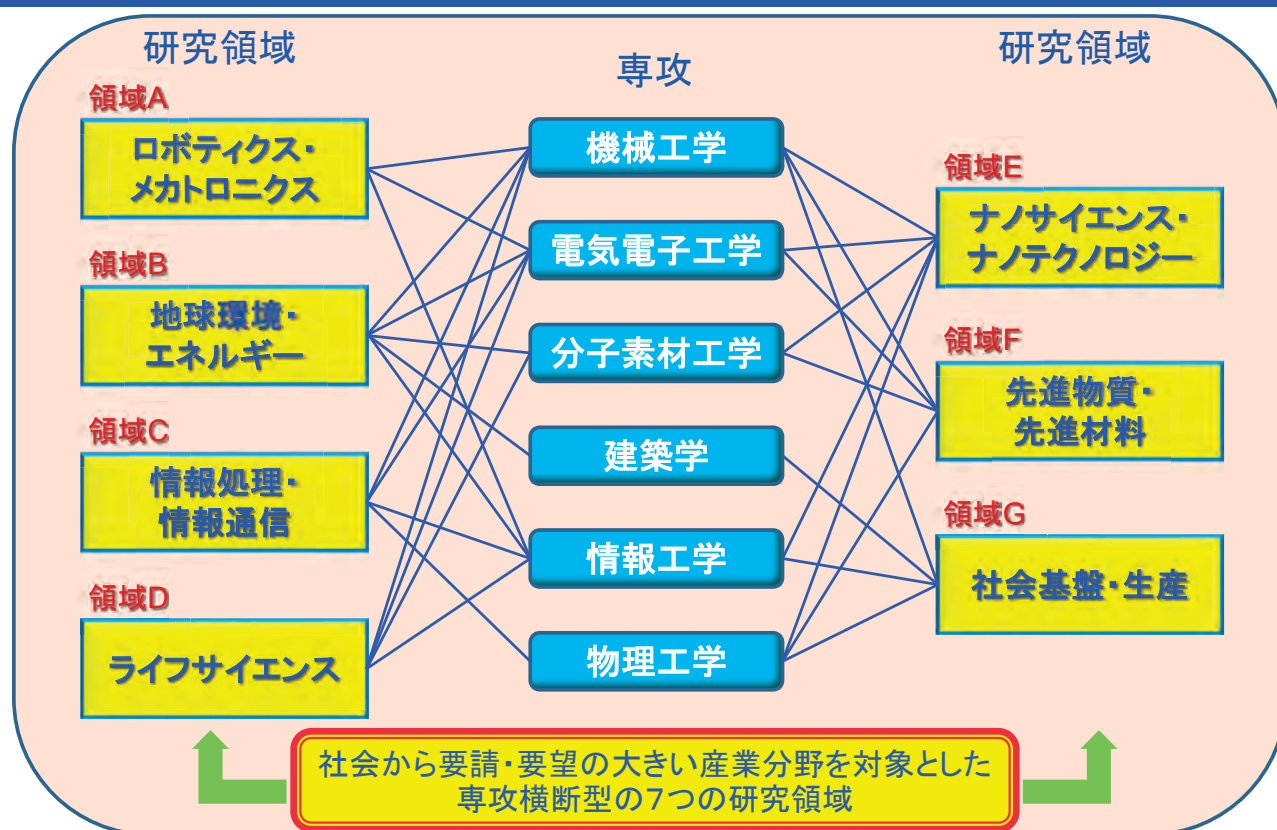 研究領域
領域A
ロボティクス・
メカトロニクス
領域B
地球環境・
エネルギー
領域C
情報処理・
情報通信
領域D
ライフサイエンス
専攻
機械工学
電気電子工学
分子素材工学
建築学
情報工学
物理工学
研究領域
領域E
ナノサイエンス・
ナノテクノロジー
領域F
先進物質・
先進材料
領域G
社会基盤・生産
社会から要請・要望の大きい産業分野を対象とした
専攻横断型の7つの研究領域